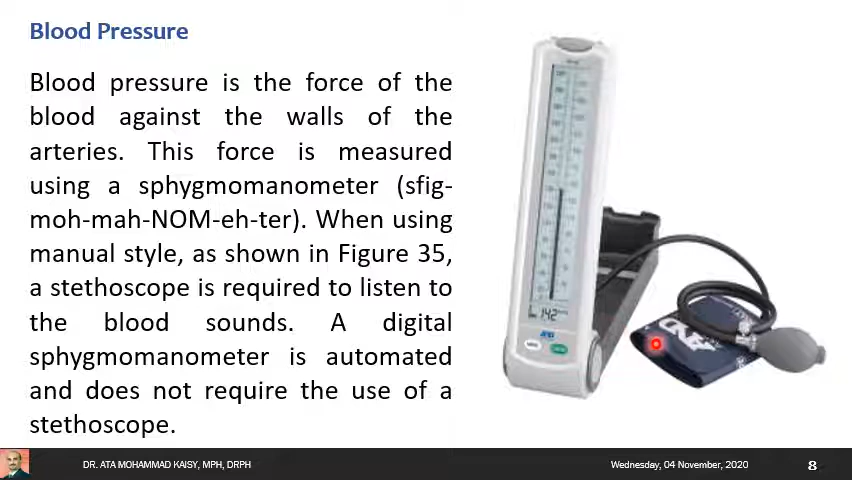 Blood Pressure
Blood pressure is the force of the
blood against the walls of the
arteries. This force is measured
using a sphygmomanometer (sfig-
moh-mah-NOM-eh-ter). When using
manual style, as shown in Figure 35,
a stethoscope is required to listen to
the blood sounds. A digital
sphygmomanometer is automated
and does not require the use of a
stethoscope.
142
AND
AND
DR. ATA MOHAMMAD KAISY, MPH, DRPH
Wednesday, 04 November, 2020
8